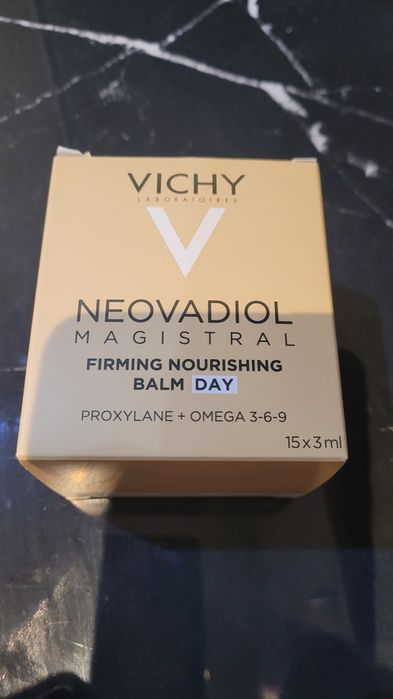 VICHY
LABORATOIRES
NEOVADIOL
MAGISTRAL
FIRMING NOURISHING
BALM DAY
PROXYLANE + OMEGA 3-6-9
15x3ml